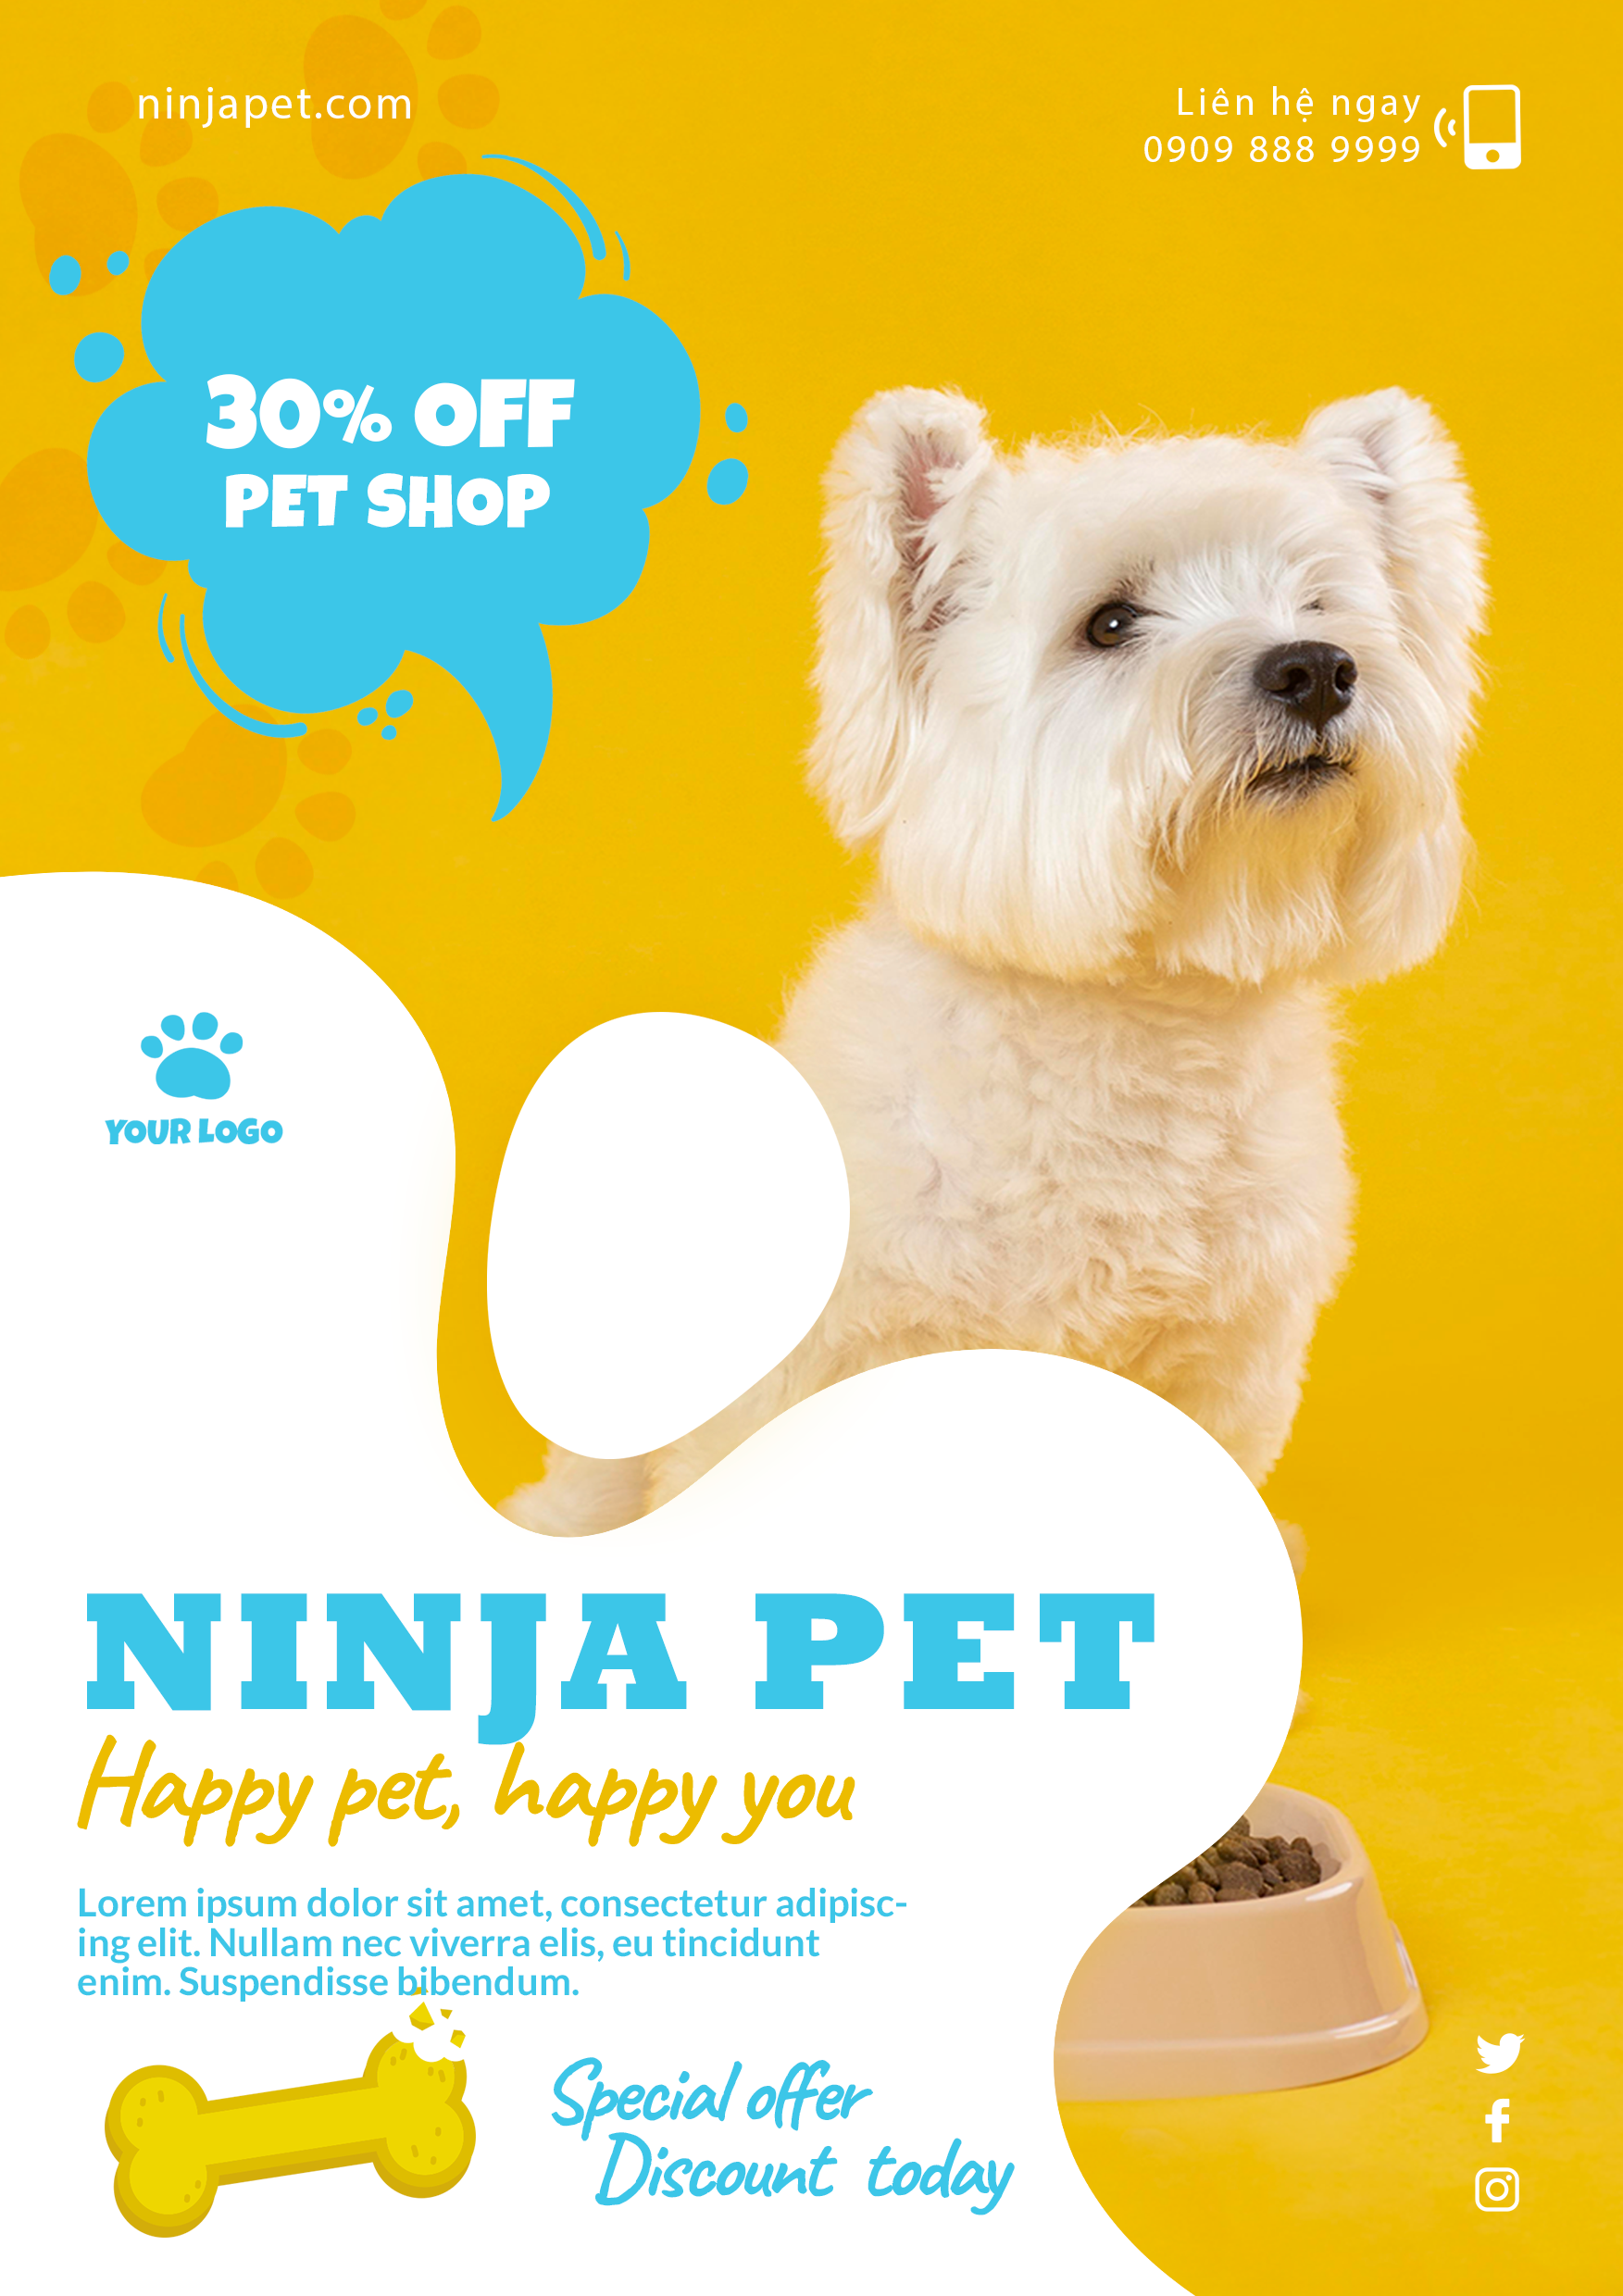 ninjapet.com
Liên hệ ngay
0909 888 9999
30% OFF
PET SHOP
YOUR LOGO
NINJA PET
Happy pet, happy you
Lorem ipsum dolor sit amet, consectetur adipisc-
ing elit. Nullam nec viverra elis, eu tincidunt
enim. Suspendisse bibendum.
Special offer
Discount today